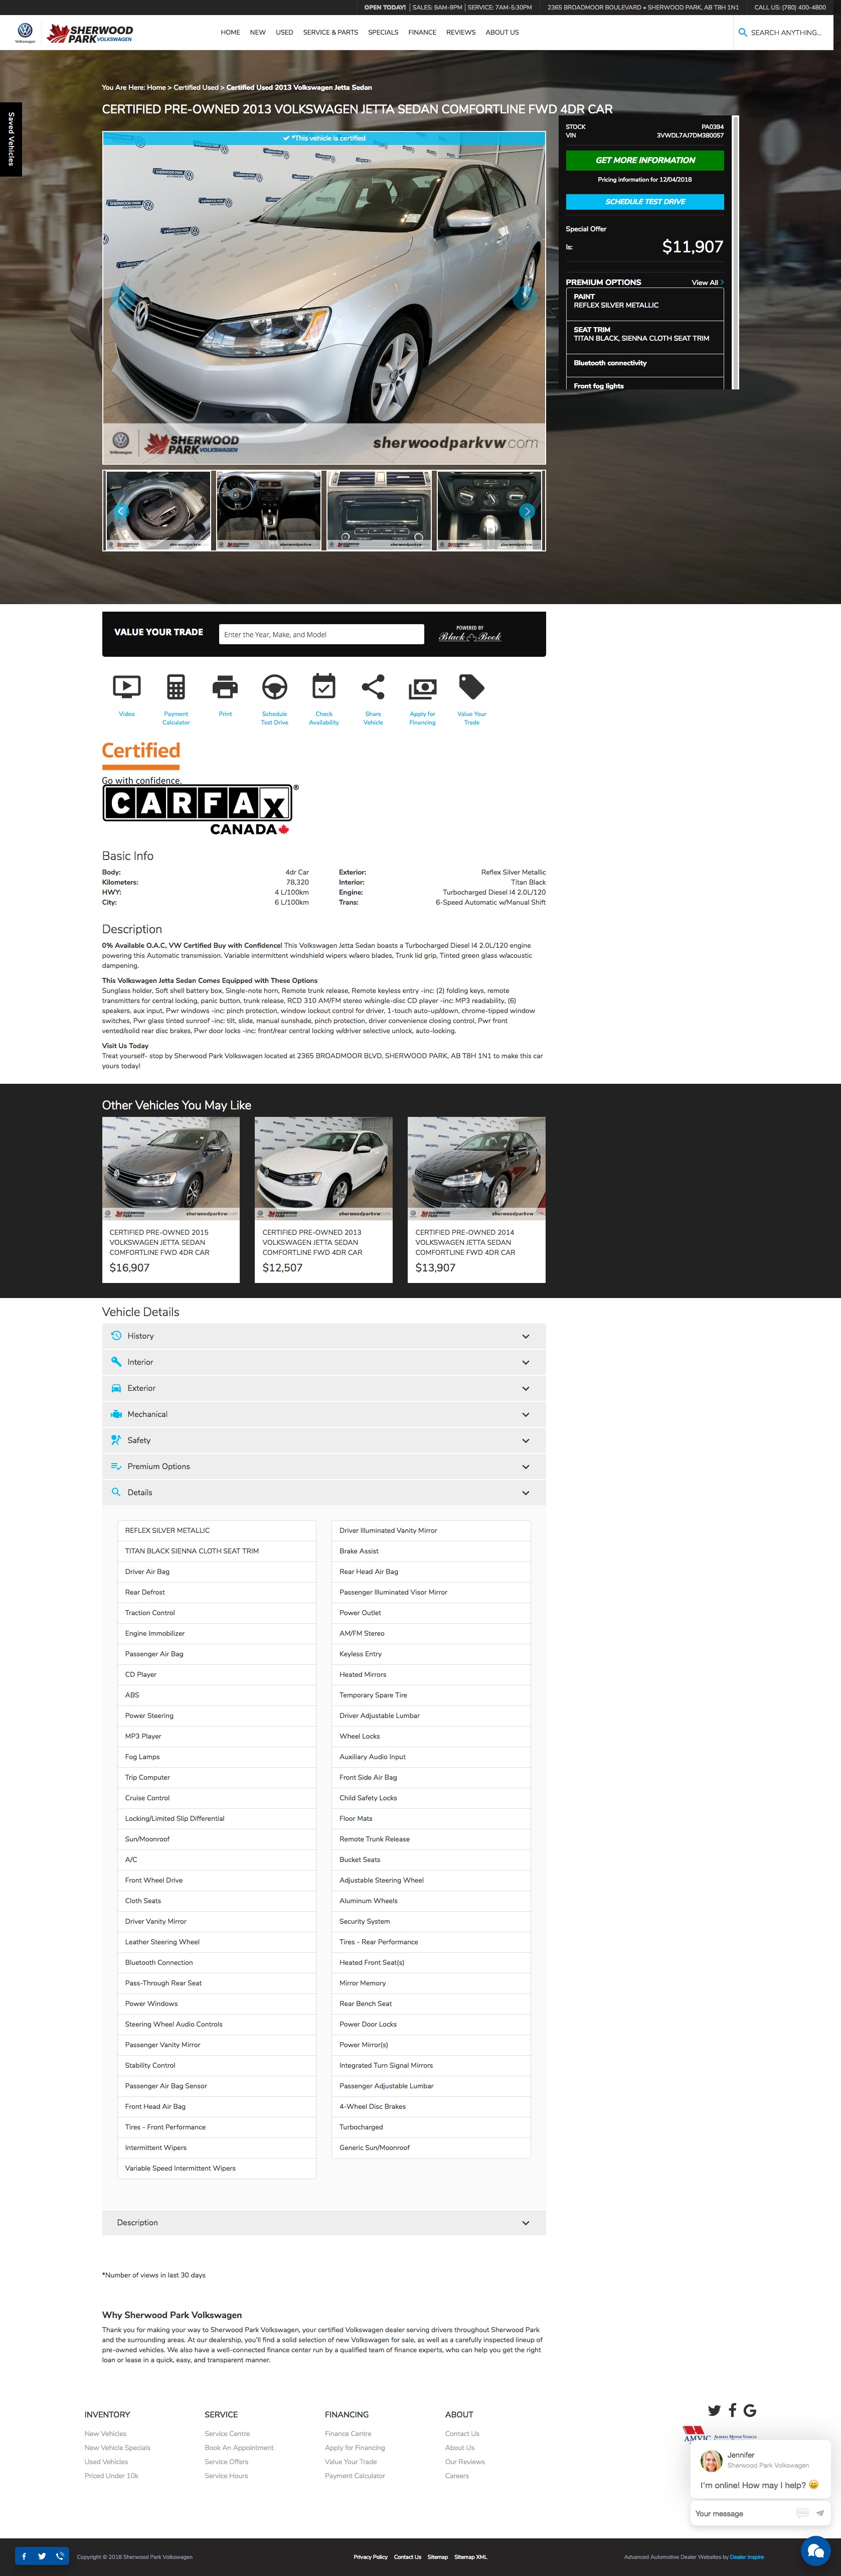 OPEN TODAY! | SALES: 9AM-9PM | SERVICE: 7AM-5:30PM 2365 BROADMOOR BOULEVARD • SHERWOOD PARK, AB T8H 1N1 CALL US: (780) 400-4800
Volkswagen SHERWOOD PARK VOLKSWAGEN
HOME NEW USED SERVICE & PARTS SPECIALS FINANCE REVIEWS ABOUT US SEARCH ANYTHING...
Saved Vehicles
You Are Here: Home > Certified Used > Certified Used 2013 Volkswagen Jetta Sedan
CERTIFIED PRE-OWNED 2013 VOLKSWAGEN JETTA SEDAN COMFORTLINE FWD 4DR CAR
*This vehicle is certified
Volkswagen SHERWOOD PARK VOLKSWAGEN sherwoodparkvw.com
STOCK PA0394
VIN 3VWDL7AJ7DM380057
GET MORE INFORMATION
Pricing information for 12/04/2018
SCHEDULE TEST DRIVE
Special Offer
Is: $11,907
PREMIUM OPTIONS View All
PAINT
REFLEX SILVER METALLIC
SEAT TRIM
TITAN BLACK, SIENNA CLOTH SEAT TRIM
Bluetooth connectivity
Front fog lights
VALUE YOUR TRADE Enter the Year, Make, and Model POWERED BY Black Book
Video
Payment Calculator
Print
Schedule Test Drive
Check Availability
Share Vehicle
Apply for Financing
Value Your Trade
Certified
Go with confidence.
CARFAX®
CANADA
Basic Info
Body: 4dr Car Exterior: Reflex Silver Metallic
Kilometers: 78,320 Interior: Titan Black
HWY: 4 L/100km Engine: Turbocharged Diesel I4 2.0L/120
City: 6 L/100km Trans: 6-Speed Automatic w/Manual Shift
Description
0% Available O.A.C, VW Certified Buy with Confidence! This Volkswagen Jetta Sedan boasts a Turbocharged Diesel I4 2.0L/120 engine
powering this Automatic transmission. Variable intermittent windshield wipers w/aero blades, Trunk lid grip, Tinted green glass w/acoustic
dampening.
This Volkswagen Jetta Sedan Comes Equipped with These Options
Sunglass holder, Soft shell battery box, Single-note horn, Remote trunk release, Remote keyless entry -inc: (2) folding keys, remote
transmitters for central locking, panic button, trunk release, RCD 310 AM/FM stereo w/single-disc CD player -inc: MP3 readability, (6)
speakers, aux input, Pwr windows -inc: pinch protection, window lockout control for driver, 1-touch auto-up/down, chrome-tipped window
switches, Pwr glass tinted sunroof -inc: tilt, slide, manual sunshade, pinch protection, driver convenience closing control, Pwr front
vented/solid rear disc brakes, Pwr door locks -inc: front/rear central locking w/driver selective unlock, auto-locking.
Visit Us Today
Treat yourself- stop by Sherwood Park Volkswagen located at 2365 BROADMOOR BLVD, SHERWOOD PARK, AB T8H 1N1 to make this car
yours today!
Other Vehicles You May Like
CERTIFIED PRE-OWNED 2015
VOLKSWAGEN JETTA SEDAN
COMFORTLINE FWD 4DR CAR
$16,907
CERTIFIED PRE-OWNED 2013
VOLKSWAGEN JETTA SEDAN
COMFORTLINE FWD 4DR CAR
$12,507
CERTIFIED PRE-OWNED 2014
VOLKSWAGEN JETTA SEDAN
COMFORTLINE FWD 4DR CAR
$13,907
Vehicle Details
History
Interior
Exterior
Mechanical
Safety
Premium Options
Details
REFLEX SILVER METALLIC
TITAN BLACK SIENNA CLOTH SEAT TRIM
Driver Air Bag
Rear Defrost
Traction Control
Engine Immobilizer
Passenger Air Bag
CD Player
ABS
Power Steering
MP3 Player
Fog Lamps
Trip Computer
Cruise Control
Locking/Limited Slip Differential
Sun/Moonroof
A/C
Front Wheel Drive
Cloth Seats
Driver Vanity Mirror
Leather Steering Wheel
Bluetooth Connection
Pass-Through Rear Seat
Power Windows
Steering Wheel Audio Controls
Passenger Vanity Mirror
Stability Control
Passenger Air Bag Sensor
Front Head Air Bag
Tires - Front Performance
Intermittent Wipers
Variable Speed Intermittent Wipers
Driver Illuminated Vanity Mirror
Brake Assist
Rear Head Air Bag
Passenger Illuminated Visor Mirror
Power Outlet
AM/FM Stereo
Keyless Entry
Heated Mirrors
Temporary Spare Tire
Driver Adjustable Lumbar
Wheel Locks
Auxiliary Audio Input
Front Side Air Bag
Child Safety Locks
Floor Mats
Remote Trunk Release
Bucket Seats
Adjustable Steering Wheel
Aluminum Wheels
Security System
Tires - Rear Performance
Heated Front Seat(s)
Mirror Memory
Rear Bench Seat
Power Door Locks
Power Mirror(s)
Integrated Turn Signal Mirrors
Passenger Adjustable Lumbar
4-Wheel Disc Brakes
Turbocharged
Generic Sun/Moonroof
Description
*Number of views in last 30 days
Why Sherwood Park Volkswagen
Thank you for making your way to Sherwood Park Volkswagen, your certified Volkswagen dealer serving drivers throughout Sherwood Park
and the surrounding areas. At our dealership, you'll find a solid selection of new Volkswagen for sale, as well as a carefully inspected lineup of
pre-owned vehicles. We also have a well-connected finance center run by a qualified team of finance experts, who can help you get the right
loan or lease in a quick, easy, and transparent manner.
INVENTORY
New Vehicles
New Vehicle Specials
Used Vehicles
Priced Under 10k
SERVICE
Service Centre
Book An Appointment
Service Offers
Service Hours
FINANCING
Finance Centre
Apply for Financing
Value Your Trade
Payment Calculator
ABOUT
Contact Us
About Us
Our Reviews
Careers
AMVIC
Jennifer
Sherwood Park Volkswagen
I'm online! How may I help?
Your message
Copyright © 2018 Sherwood Park Volkswagen Privacy Policy Contact Us Sitemap Sitemap XML Advanced Automotive Dealer Websites by Dealer Inspire